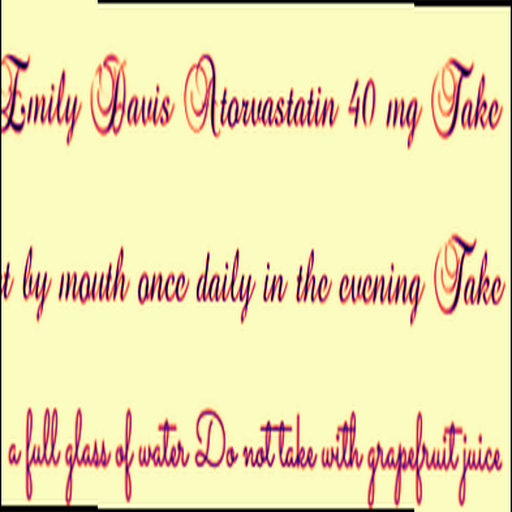 Emily Davis Atorvastatin 40 mg Take
by mouth once daily in the evening Take
a full glass of water Do not take with grapefruit juice